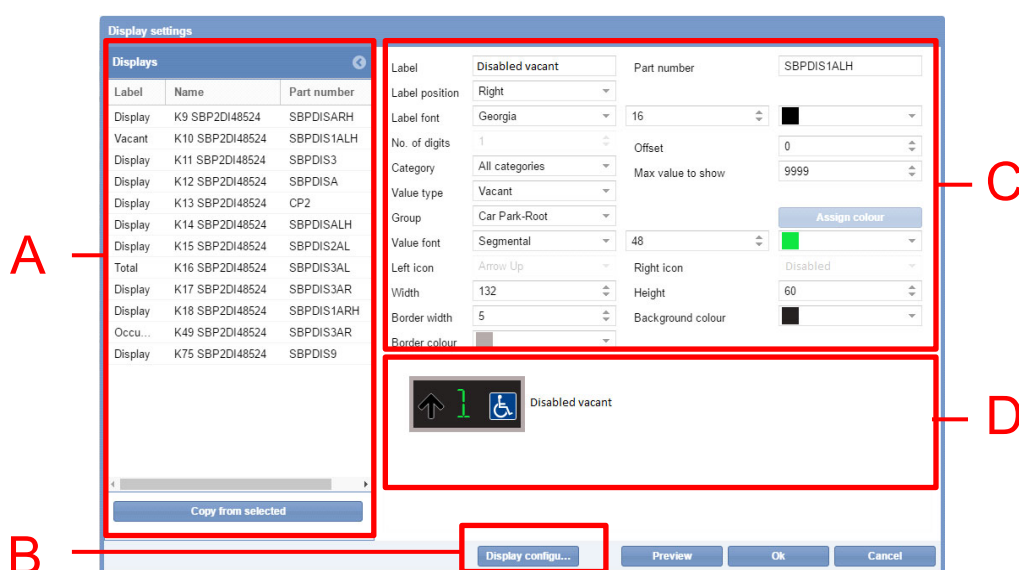 Display settings
Displays
Label Name Part number
Display K9 SBP2DI48524 SBPDISARH
Vacant K10 SBP2DI48524 SBPDIS1ALH
Display K11 SBP2DI48524 SBPDIS3
Display K12 SBP2DI48524 SBPDISA
Display K13 SBP2DI48524 CP2
Display K14 SBP2DI48524 SBPDISALH
Display K15 SBP2DI48524 SBPDIS2AL
Total K16 SBP2DI48524 SBPDIS3AL
Display K17 SBP2DI48524 SBPDIS3AR
Display K18 SBP2DI48524 SBPDIS1ARH
Occu... K49 SBP2DI48524 SBPDIS3AR
Display K75 SBP2DI48524 SBPDIS9
Copy from selected
Label Disabled vacant Part number SBPDIS1ALH
Label position Right
Label font Georgia 16
No. of digits 1 Offset 0
Category All categories Max value to show 9999
Value type Vacant
Group Car Park-Root Assign colour
Value font Segmental 48
Left icon Arrow Up Right icon Disabled
Width 132 Height 60
Border width 5 Background colour
Border colour
1 Disabled vacant
Display configu... Preview Ok Cancel
A
B
C
D